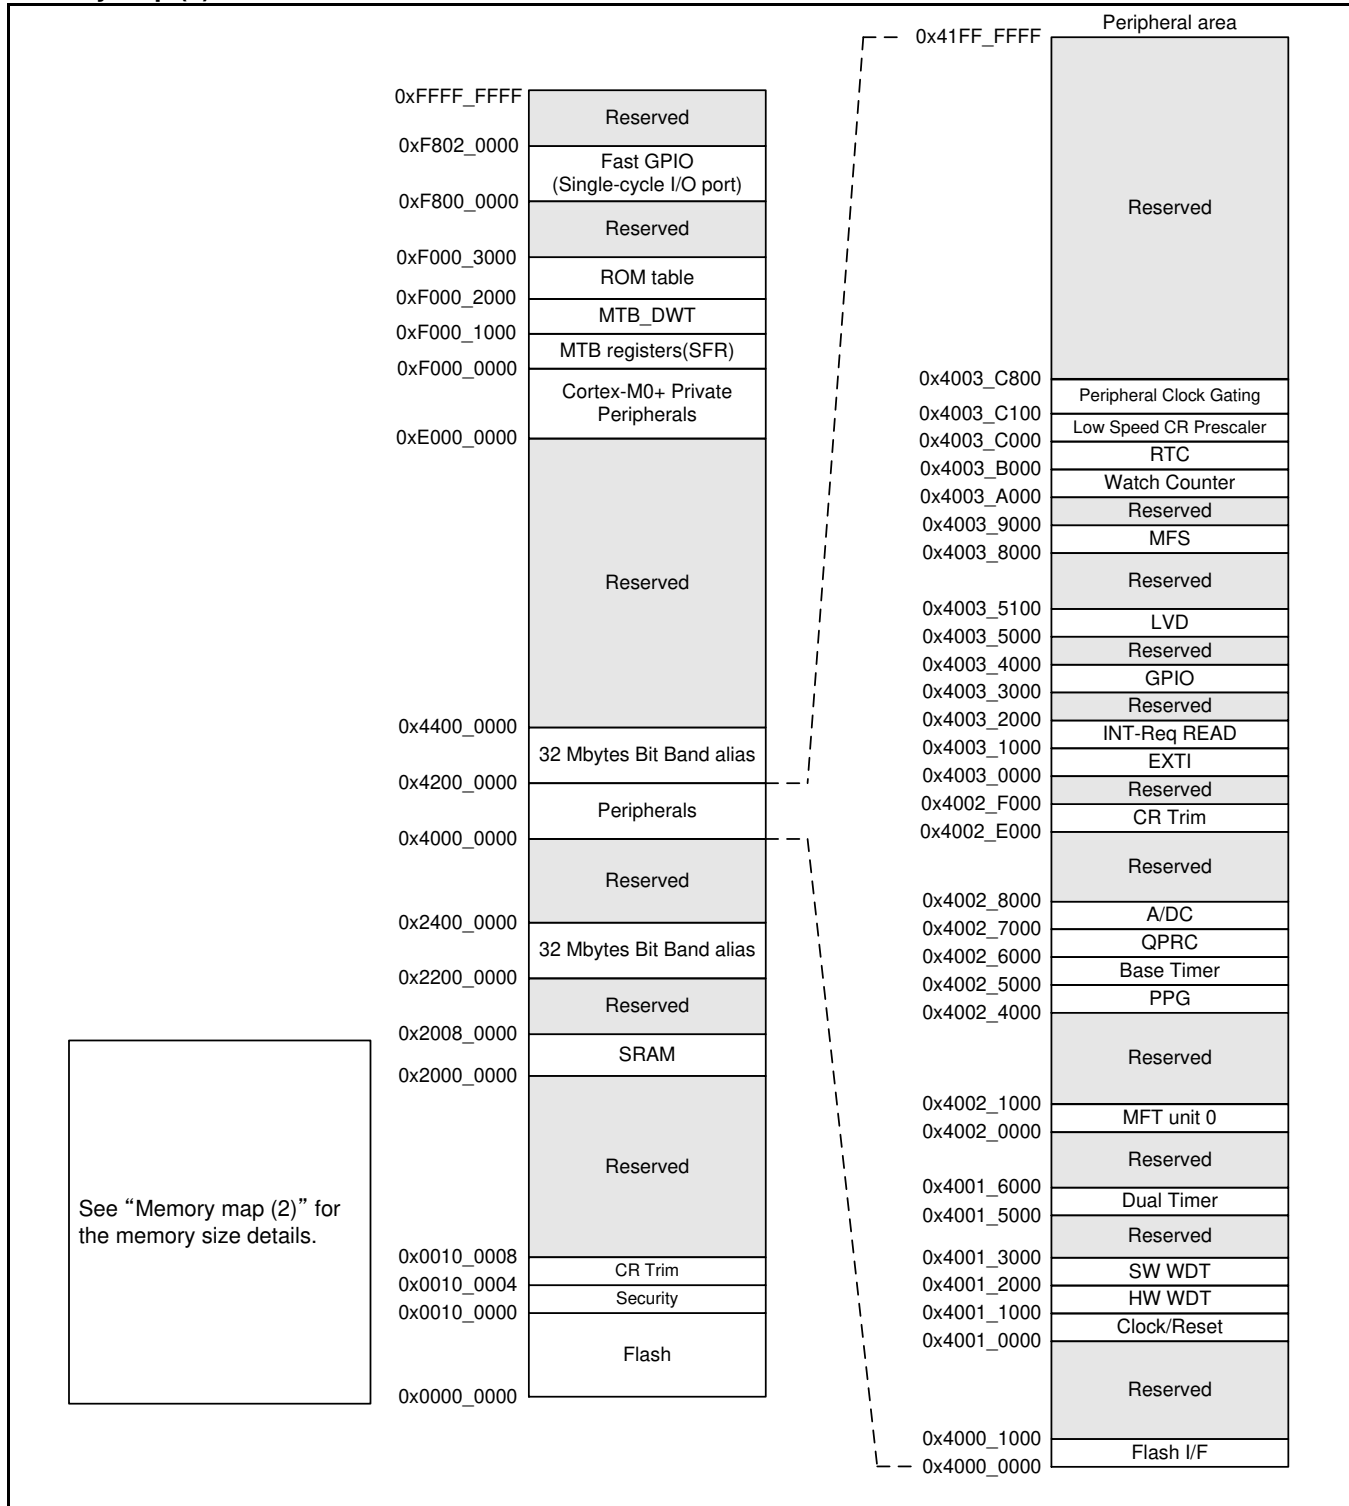 Peripheral area
0x41FF_FFFF
Reserved
0x4003_C800
Peripheral Clock Gating
0x4003_C100
Low Speed CR Prescaler
0x4003_C000
RTC
0x4003_B000
Watch Counter
0x4003_A000
Reserved
0x4003_9000
MFS
0x4003_8000
Reserved
0x4003_5100
LVD
0x4003_5000
Reserved
0x4003_4000
GPIO
0x4003_3000
Reserved
0x4003_2000
INT-Req READ
0x4003_1000
EXTI
0x4003_0000
Reserved
0x4002_F000
CR Trim
0x4002_E000
Reserved
0x4002_8000
A/DC
0x4002_7000
QPRC
0x4002_6000
Base Timer
0x4002_5000
PPG
0x4002_4000
Reserved
0x4002_1000
MFT unit 0
0x4002_0000
Reserved
0x4001_6000
Dual Timer
0x4001_5000
Reserved
0x4001_3000
SW WDT
0x4001_2000
HW WDT
0x4001_1000
Clock/Reset
0x4001_0000
Reserved
0x4000_1000
Flash I/F
0x4000_0000
0xFFFF_FFFF
Reserved
0xF802_0000
Fast GPIO
(Single-cycle I/O port)
0xF800_0000
Reserved
0xF000_3000
ROM table
0xF000_2000
MTB_DWT
0xF000_1000
MTB registers(SFR)
0xF000_0000
Cortex-M0+ Private
Peripherals
0xE000_0000
Reserved
0x4400_0000
32 Mbytes Bit Band alias
0x4200_0000
Peripherals
0x4000_0000
Reserved
0x2400_0000
32 Mbytes Bit Band alias
0x2200_0000
Reserved
0x2008_0000
SRAM
0x2000_0000
Reserved
0x0010_0008
CR Trim
0x0010_0004
Security
0x0010_0000
Flash
0x0000_0000
See “Memory map (2)” for
the memory size details.